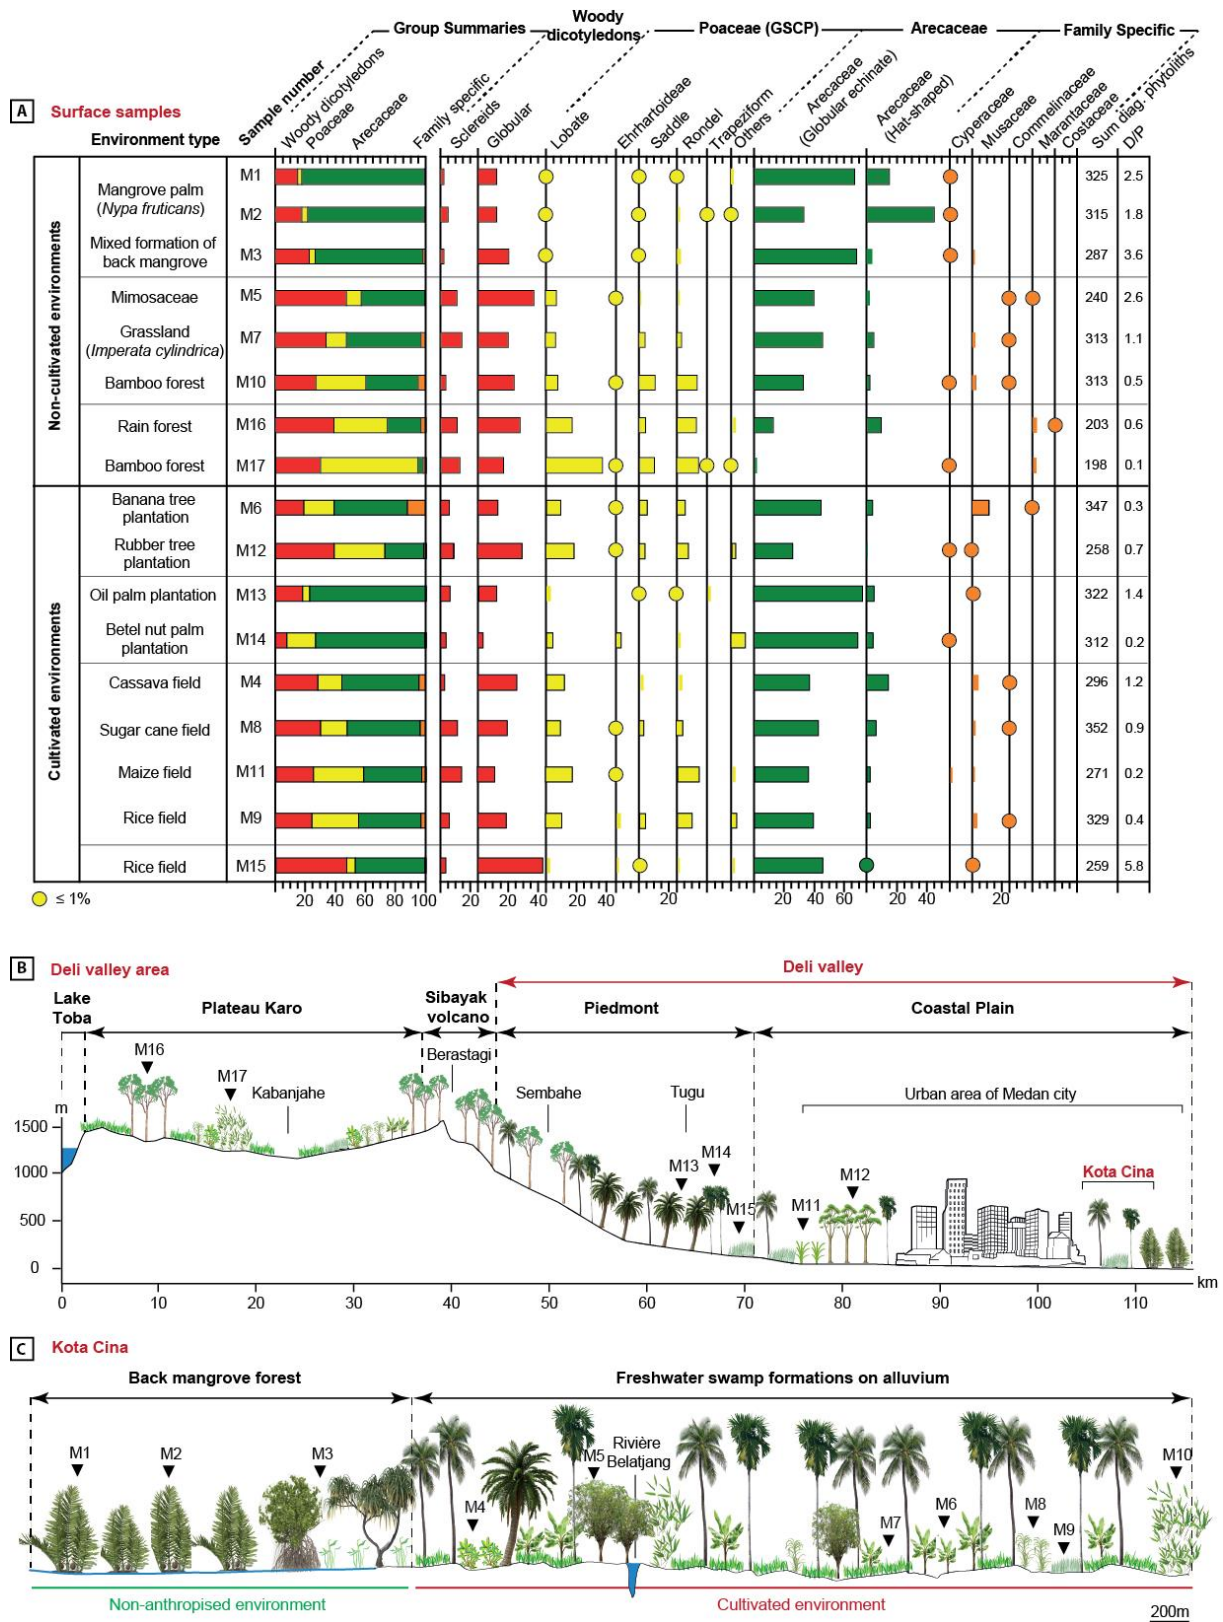 Group Summaries
Woody dicotyledons
Poaceae (GSCP)
Arecaceae
Family Specific
A Surface samples
Environment type
Sample number
Woody dicotyledons
Poaceae
Arecaceae
Family specific
Sclereids
Globular
Lobate
Ehrhartoideae
Saddle
Rondel
Trapeziform
Others
Arecaceae (Globular echinate)
Arecaceae (Hat-shaped)
Cyperaceae
Musaceae
Commelinaceae
Marantaceae
Costaceae
Sum diag. phytoliths
D/P
Non-cultivated environments
Mangrove palm M1 325 2.5
(Nypa fruticans) M2 315 1.8
Mixed formation of
back mangrove M3 287 3.6
Mimosaceae M5 240 2.6
Grassland
(Imperata cylindrica) M7 313 1.1
Bamboo forest M10 313 0.5
Rain forest M16 203 0.6
Bamboo forest M17 198 0.1
Cultivated environments
Banana tree
plantation M6 347 0.3
Rubber tree
plantation M12 258 0.7
Oil palm plantation M13 322 1.4
Betel nut palm
plantation M14 312 0.2
Cassava field M4 296 1.2
Sugar cane field M8 352 0.9
Maize field M11 271 0.2
Rice field M9 329 0.4
Rice field M15 259 5.8
≤ 1%
20 40 60 80 100 20 20 40 20 40 20 20 20 40 60 20 40 20
B Deli valley area
Deli valley
Lake
Toba
Plateau Karo
Sibayak
volcano
Piedmont
Coastal Plain
M16
M17
Kabanjahe
Berastagi
Sembahe
Tugu
M13
M14
M15
Urban area of Medan city
M11
M12
Kota Cina
m
1500
1000
500
0
0 10 20 30 40 50 60 70 80 90 100 110
km
C Kota Cina
Back mangrove forest
Freshwater swamp formations on alluvium
M1
M2
M3
M4
M5
Rivière
Belatjang
M7
M6
M8
M9
M10
Non-anthropised environment
Cultivated environment
200m